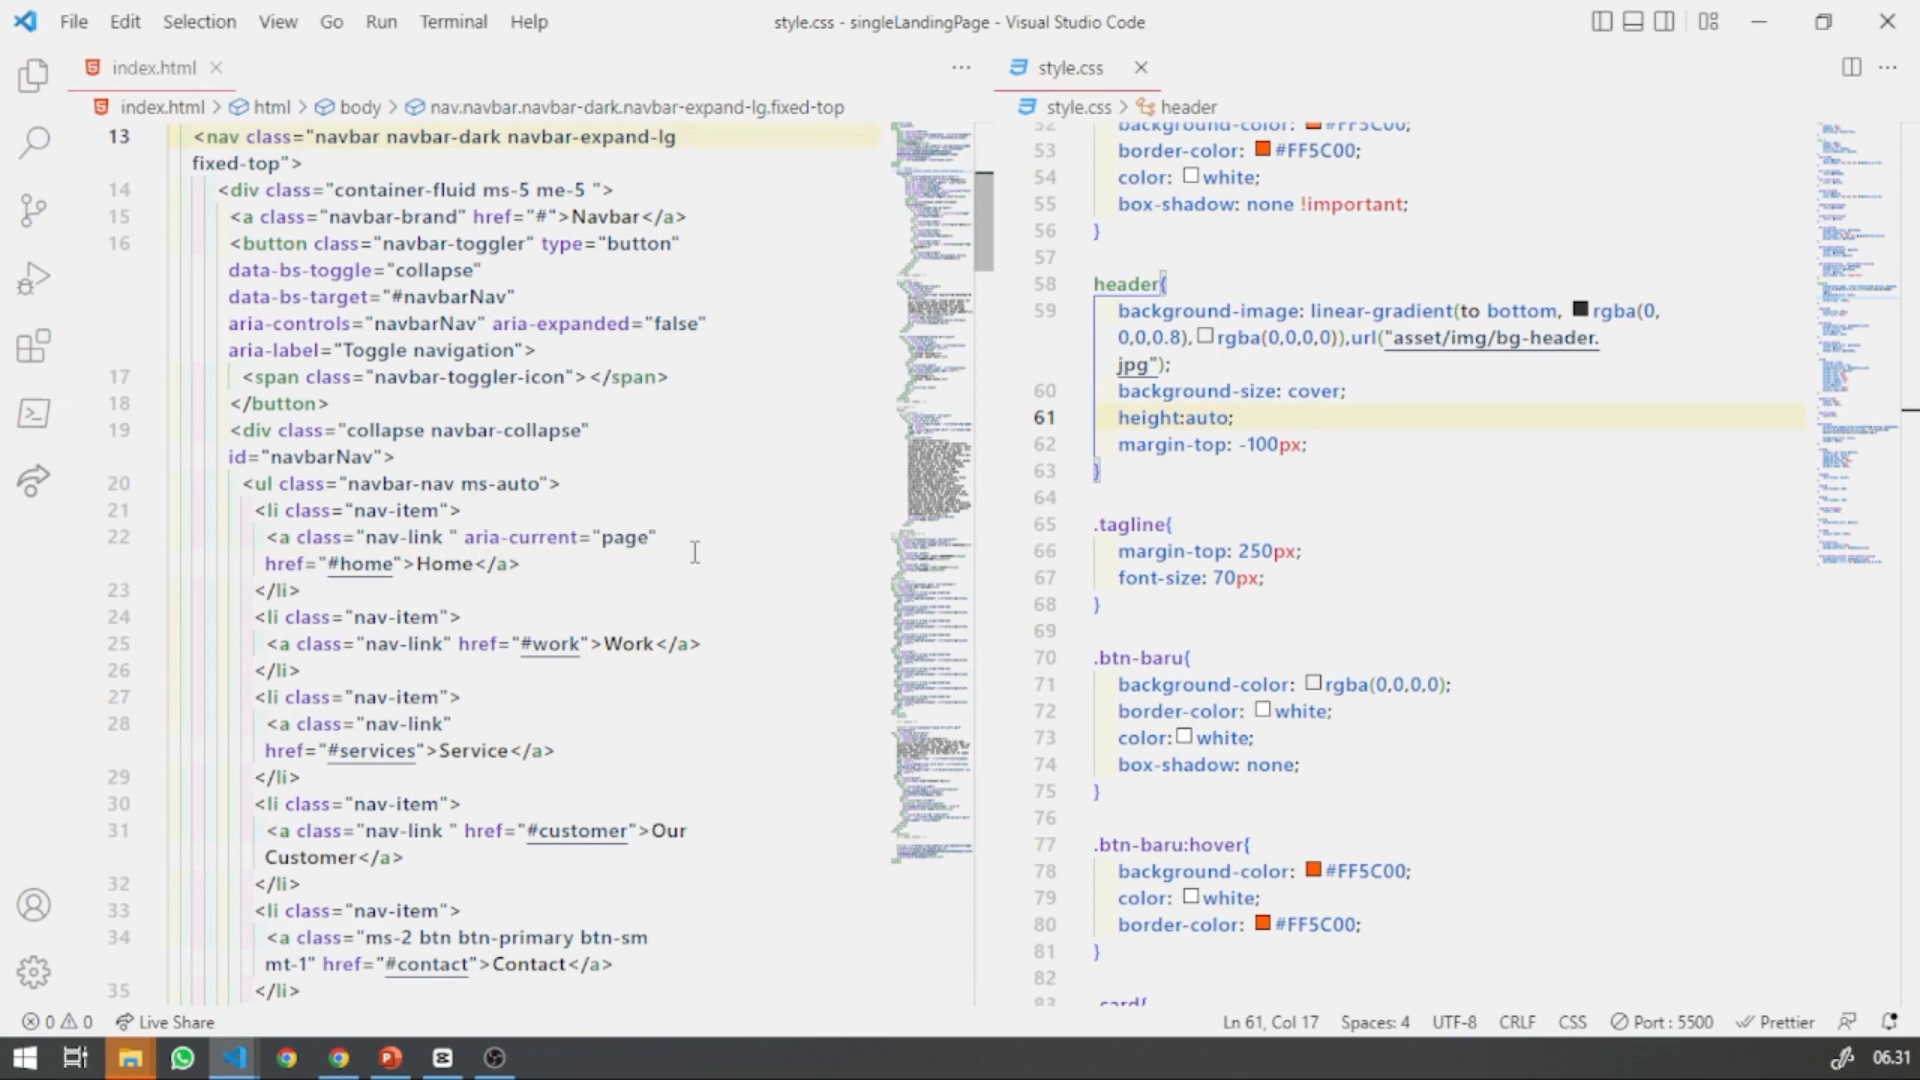 File Edit Selection View Go Run Terminal Help
style.css - singleLandingPage - Visual Studio Code
index.html
index.html > html > body > nav.navbar.navbar-dark.navbar-expand-lg.fixed-top
13 <nav class="navbar navbar-dark navbar-expand-lg
fixed-top">
14 <div class="container-fluid ms-5 me-5 ">
15 <a class="navbar-brand" href="#">Navbar</a>
16 <button class="navbar-toggler" type="button"
data-bs-toggle="collapse"
data-bs-target="#navbarNav"
aria-controls="navbarNav" aria-expanded="false"
aria-label="Toggle navigation">
17 <span class="navbar-toggler-icon"></span>
18 </button>
19 <div class="collapse navbar-collapse"
id="navbarNav">
20 <ul class="navbar-nav ms-auto">
21 <li class="nav-item">
22 <a class="nav-link " aria-current="page"
href="#home">Home</a>
23 </li>
24 <li class="nav-item">
25 <a class="nav-link" href="#work">Work</a>
26 </li>
27 <li class="nav-item">
28 <a class="nav-link"
href="#services">Service</a>
29 </li>
30 <li class="nav-item">
31 <a class="nav-link " href="#customer">Our
Customer</a>
32 </li>
33 <li class="nav-item">
34 <a class="ms-2 btn btn-primary btn-sm
mt-1" href="#contact">Contact</a>
35 </li>
style.css
style.css > header
52 background-color: #FF5C00;
53 border-color: #FF5C00;
54 color: white;
55 box-shadow: none !important;
56 }
57
58 header{
59 background-image: linear-gradient(to bottom, rgba(0,
0,0,0.8), rgba(0,0,0,0)),url("asset/img/bg-header.
jpg");
60 background-size: cover;
61 height:auto;
62 margin-top: -100px;
63 }
64
65 .tagline{
66 margin-top: 250px;
67 font-size: 70px;
68 }
69
70 .btn-baru{
71 background-color: rgba(0,0,0,0);
72 border-color: white;
73 color: white;
74 box-shadow: none;
75 }
76
77 .btn-baru:hover{
78 background-color: #FF5C00;
79 color: white;
80 border-color: #FF5C00;
81 }
82
83 .card{
0 0 Live Share
Ln 61, Col 17 Spaces: 4 UTF-8 CRLF CSS Port : 5500 Prettier
06.31